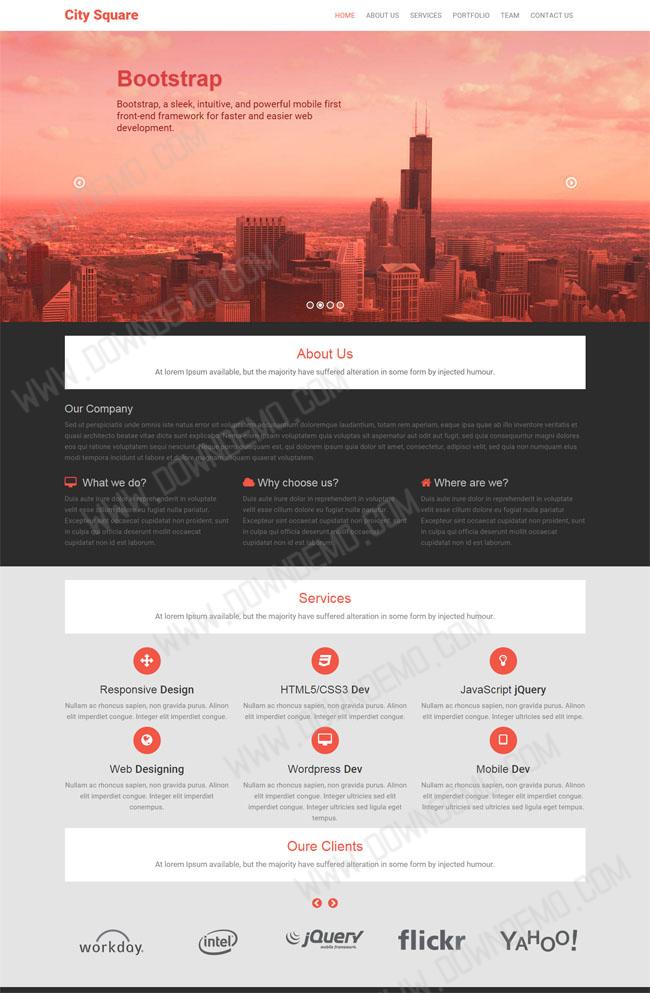 City Square
HOME ABOUT US SERVICES PORTFOLIO TEAM CONTACT US
Bootstrap
Bootstrap, a sleek, intuitive, and powerful mobile first
front-end framework for faster and easier web
development.
About Us
At lorem Ipsum available, but the majority have suffered alteration in some form by injected humour.
Our Company
Sed ut perspiciatis unde omnis iste natus error sit voluptatem accusantium doloremque laudantium, totam rem aperiam, eaque ipsa quae ab illo inventore veritatis et
quasi architecto beatae vitae dicta sunt explicabo. Nemo enim ipsam voluptatem quia voluptas sit aspernatur aut odit aut fugit, sed quia consequuntur magni dolores
eos qui ratione voluptatem sequi nesciunt. Neque porro quisquam est, qui dolorem ipsum quia dolor sit amet, consectetur, adipisci velit, sed quia non numquam eius
modi tempora incidunt ut labore et dolore magnam aliquam quaerat voluptatem.
What we do?
Duis aute irure dolor in reprehenderit in voluptate
velit esse cillum dolore eu fugiat nulla pariatur.
Excepteur sint occaecat cupidatat non proident, sunt
in culpa qui officia deserunt mollit occaecat
cupidatat non id est laborum.
Why choose us?
Duis aute irure dolor in reprehenderit in voluptate
velit esse cillum dolore eu fugiat nulla pariatur.
Excepteur sint occaecat cupidatat non proident, sunt
in culpa qui officia deserunt mollit occaecat
cupidatat non id est laborum.
Where are we?
Duis aute irure dolor in reprehenderit in voluptate
velit esse cillum dolore eu fugiat nulla pariatur.
Excepteur sint occaecat cupidatat non proident, sunt
in culpa qui officia deserunt mollit occaecat
cupidatat non id est laborum.
Services
At lorem Ipsum available, but the majority have suffered alteration in some form by injected humour.
Responsive Design
Nullam ac rhoncus sapien, non gravida purus. Alinon
elit imperdiet congue. Integer elit imperdiet congue.
HTML5/CSS3 Dev
Nullam ac rhoncus sapien, non gravida purus. Alinon
elit imperdiet congue. Integer elit imperdiet congue.
JavaScript jQuery
Nullam ac rhoncus sapien, non gravida purus. Alinon
elit imperdiet congue. Integer ultricies sed elit impe.
Web Designing
Nullam ac rhoncus sapien, non gravida purus. Alinon
elit imperdiet congue. Integer elit imperdiet
conempus.
Wordpress Dev
Nullam ac rhoncus sapien, non gravida purus. Alinon
elit imperdiet congue. Integer ultricies sed elit
imperdiet congue. Integer ultricies sed ligula eget
tempus.
Mobile Dev
Nullam ac rhoncus sapien, non gravida purus. Alinon
elit imperdiet congue. Integer ultricies sed elit
imperdiet congue. Integer ultricies sed ligula eget
tempus.
Oure Clients
At lorem Ipsum available, but the majority have suffered alteration in some form by injected humour.
workday.
intel
jQuery
mobile framework
flickr
YAHOO!
WWW.DOWNDEMO.COM
WWW.DOWNDEMO.COM
WWW.DOWNDEMO.COM
WWW.DOWNDEMO.COM
WWW.DOWNDEMO.COM
WWW.DOWNDEMO.COM
WWW.DOWNDEMO.COM